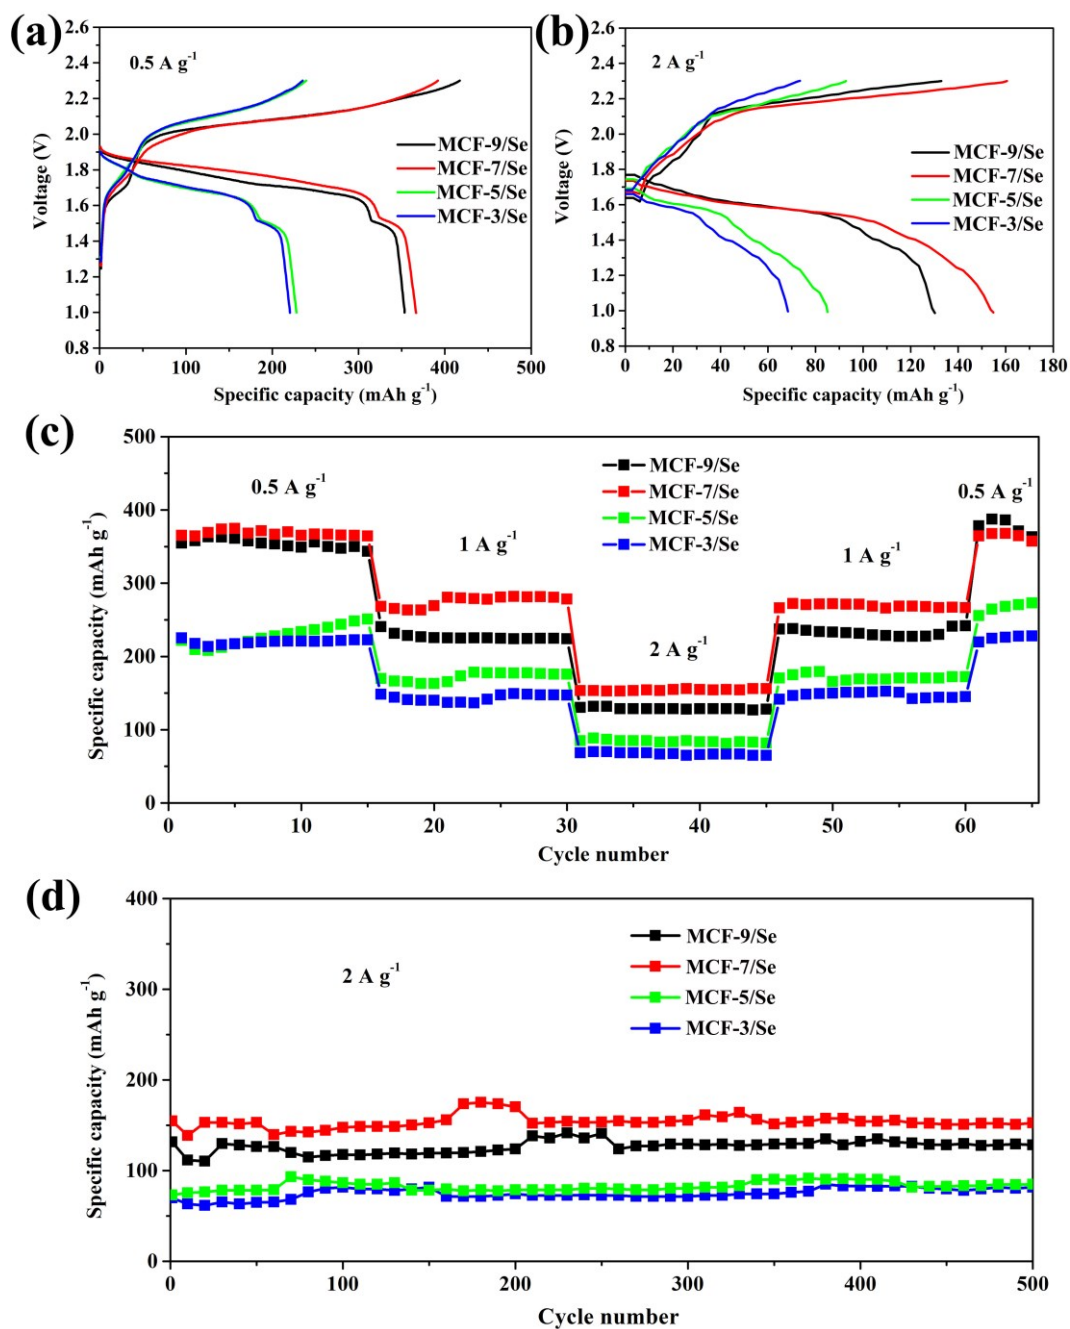 (a)
0.5 A g⁻¹
MCF-9/Se
MCF-7/Se
MCF-5/Se
MCF-3/Se
Voltage (V)
2.6
2.4
2.2
2.0
1.8
1.6
1.4
1.2
1.0
0.8
0 100 200 300 400 500
Specific capacity (mAh g⁻¹)
(b)
2 A g⁻¹
MCF-9/Se
MCF-7/Se
MCF-5/Se
MCF-3/Se
Voltage (V)
2.6
2.4
2.2
2.0
1.8
1.6
1.4
1.2
1.0
0.8
0 20 40 60 80 100 120 140 160 180
Specific capacity (mAh g⁻¹)
(c)
MCF-9/Se
MCF-7/Se
MCF-5/Se
MCF-3/Se
0.5 A g⁻¹
1 A g⁻¹
2 A g⁻¹
1 A g⁻¹
0.5 A g⁻¹
Specific capacity (mAh g⁻¹)
500
400
300
200
100
0
0 10 20 30 40 50 60
Cycle number
(d)
2 A g⁻¹
MCF-9/Se
MCF-7/Se
MCF-5/Se
MCF-3/Se
Specific capacity (mAh g⁻¹)
400
300
200
100
0
0 100 200 300 400 500
Cycle number